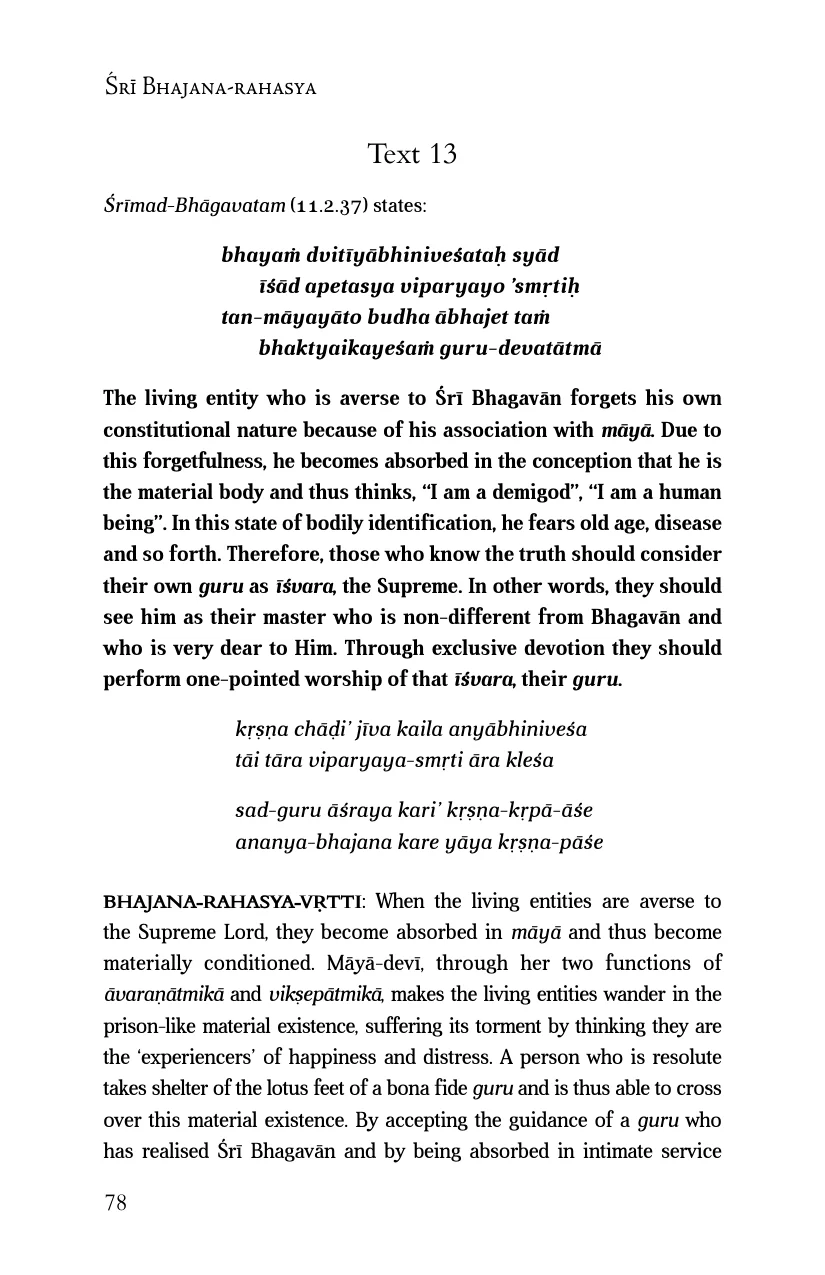 Śrī Bhajana-rahasya
Text 13
Śrīmad-Bhāgavatam (11.2.37) states:
bhayaṁ dvitīyābhiniveśataḥ syād
īśād apetasya viparyayo ’smṛtiḥ
tan-māyayāto budha ābhajet taṁ
bhaktyaikayeśaṁ guru-devatātmā
The living entity who is averse to Śrī Bhagavān forgets his own
constitutional nature because of his association with māyā. Due to
this forgetfulness, he becomes absorbed in the conception that he is
the material body and thus thinks, “I am a demigod”, “I am a human
being”. In this state of bodily identification, he fears old age, disease
and so forth. Therefore, those who know the truth should consider
their own guru as īśvara, the Supreme. In other words, they should
see him as their master who is non-different from Bhagavān and
who is very dear to Him. Through exclusive devotion they should
perform one-pointed worship of that īśvara, their guru.
kṛṣṇa chāḍi’ jīva kaila anyābhiniveśa
tāi tāra viparyaya-smṛti āra kleśa
sad-guru āśraya kari’ kṛṣṇa-kṛpā-āśe
ananya-bhajana kare yāya kṛṣṇa-pāśe
BHAJANA-RAHASYA-VṚTTI: When the living entities are averse to
the Supreme Lord, they become absorbed in māyā and thus become
materially conditioned. Māyā-devī, through her two functions of
āvaraṇātmikā and vikṣepātmikā, makes the living entities wander in the
prison-like material existence, suffering its torment by thinking they are
the ‘experiencers’ of happiness and distress. A person who is resolute
takes shelter of the lotus feet of a bona fide guru and is thus able to cross
over this material existence. By accepting the guidance of a guru who
has realised Śrī Bhagavān and by being absorbed in intimate service
78